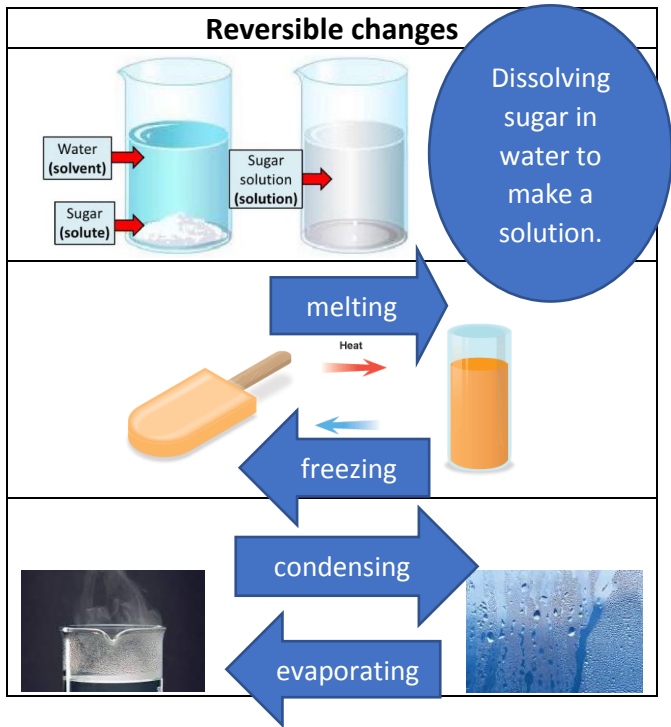 Reversible changes
Dissolving
sugar in
water to
make a
solution.
Water
(solvent)
Sugar
solution
(solution)
Sugar
(solute)
melting
Heat
freezing
condensing
evaporating